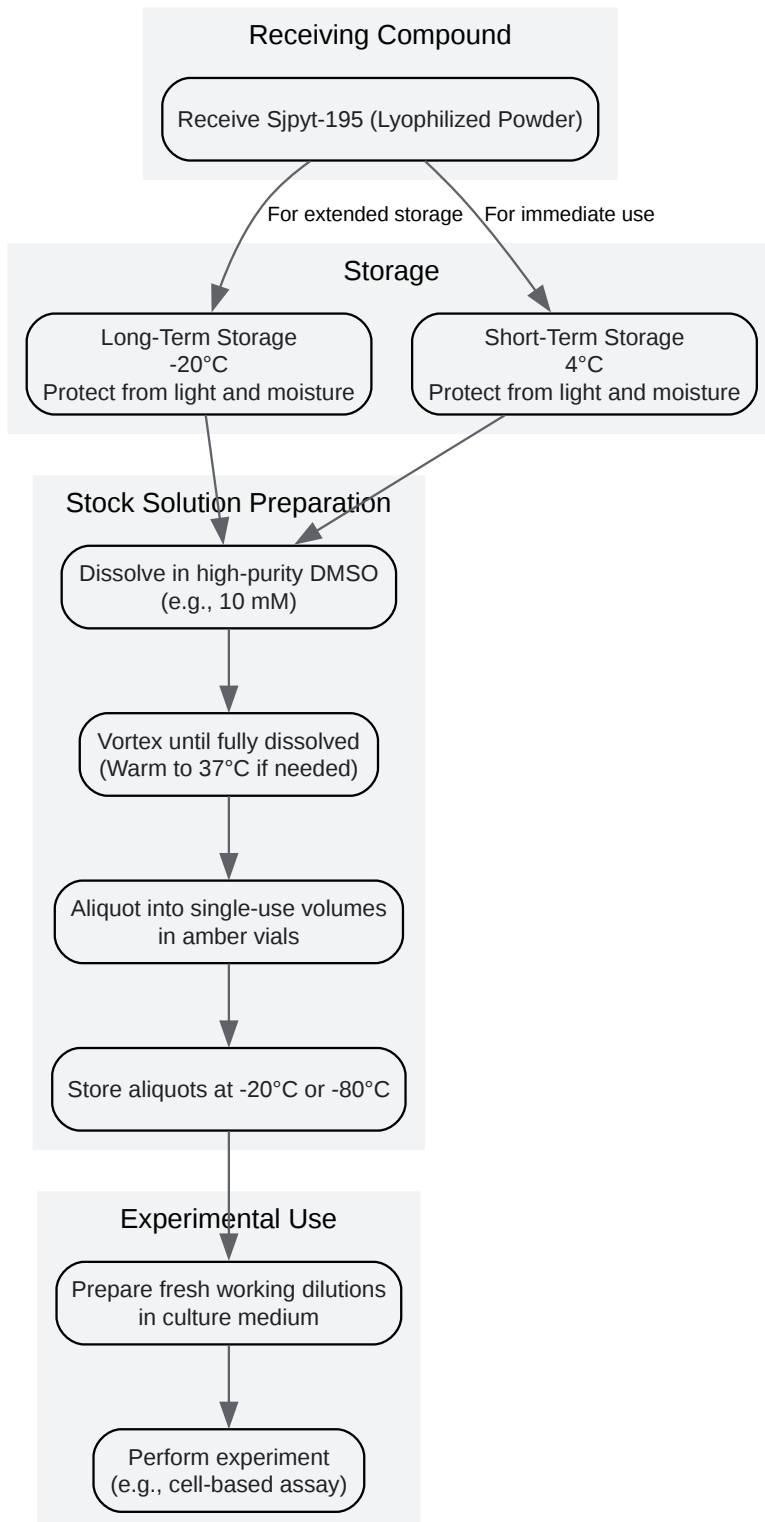 Receiving Compound
Receive Sjpyt-195 (Lyophilized Powder)
For extended storage
For immediate use
Storage
Long-Term Storage
-20°C
Protect from light and moisture
Short-Term Storage
4°C
Protect from light and moisture
Stock Solution Preparation
Dissolve in high-purity DMSO
(e.g., 10 mM)
Vortex until fully dissolved
(Warm to 37°C if needed)
Aliquot into single-use volumes
in amber vials
Store aliquots at -20°C or -80°C
Experimental Use
Prepare fresh working dilutions
in culture medium
Perform experiment
(e.g., cell-based assay)